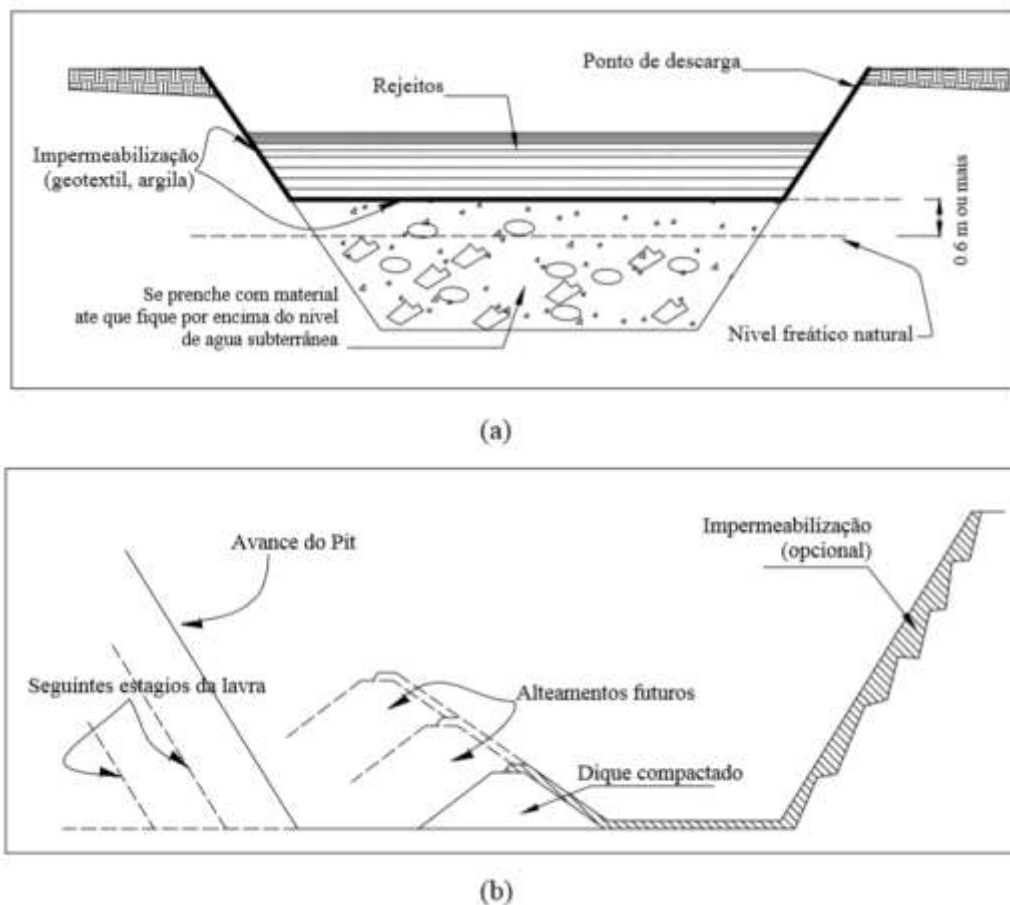 Ponto de descarga
Rejeitos
Impermeabilização
(geotextil, argila)
0.6 m ou mais
Se prenche com material
ate que fique por encima do nivel
de agua subterrânea
Nivel freático natural
(a)
Impermeabilização
(opcional)
Avance do Pit
Seguintes estagios da lavra
Alteamentos futuros
Dique compactado
(b)